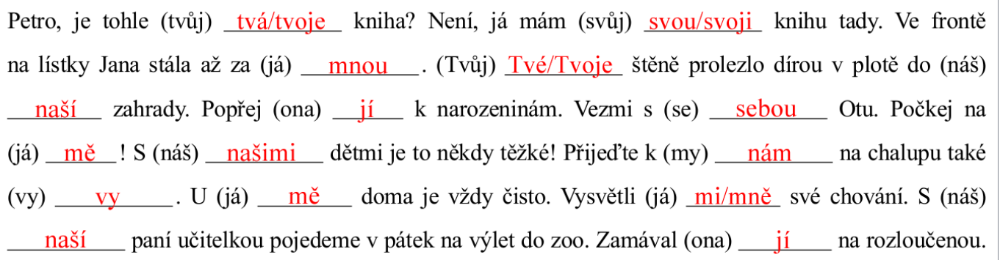 Petro, je tohle (tvůj) tvá/tvoje kniha? Není, já mám (svůj) svou/svoji knihu tady. Ve frontě
na lístky Jana stála až za (já) mnou. (Tvůj) Tvé/Tvoje štěně prolezlo dírou v plotě do (náš)
naší zahrady. Popřej (ona) jí k narozeninám. Vezmi s (se) sebou Otu. Počkej na
(já) mě! S (náš) našimi dětmi je to někdy těžké! Přijeďte k (my) nám na chalupu také
(vy) vy. U (já) mě doma je vždy čisto. Vysvětli (já) mi/mně své chování. S (náš)
naší paní učitelkou pojedeme v pátek na výlet do zoo. Zamával (ona) jí na rozloučenou.